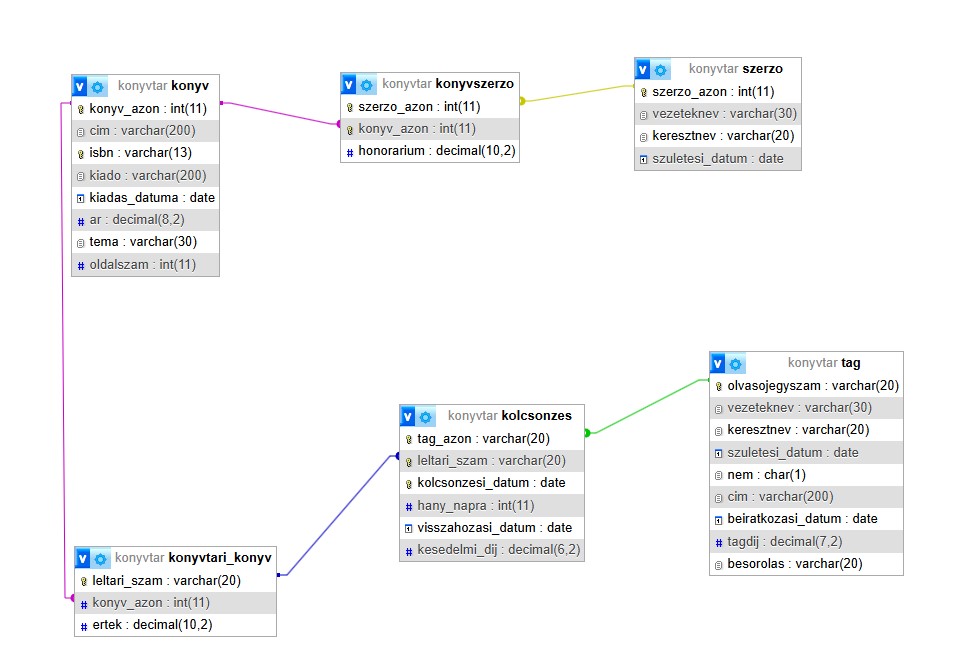 konyvtar konyv
konyv_azon : int(11)
cim : varchar(200)
isbn : varchar(13)
kiado : varchar(200)
kiadas_datuma : date
# ar : decimal(8,2)
tema : varchar(30)
# oldalszam : int(11)
konyvtar konyvszerzo
szerzo_azon : int(11)
konyv_azon : int(11)
# honorarium : decimal(10,2)
konyvtar szerzo
szerzo_azon : int(11)
vezeteknev : varchar(30)
keresztnev : varchar(20)
szuletesi_datum : date
konyvtar tag
olvasojegyszam : varchar(20)
vezeteknev : varchar(30)
keresztnev : varchar(20)
szuletesi_datum : date
nem : char(1)
cim : varchar(200)
beiratkozasi_datum : date
# tagdij : decimal(7,2)
besorolas : varchar(20)
konyvtar kolcsonzes
tag_azon : varchar(20)
leltari_szam : varchar(20)
kolcsonzesi_datum : date
# hany_napra : int(11)
visszahozasi_datum : date
# kesedelmi_dij : decimal(6,2)
konyvtar konyvtari_konyv
leltari_szam : varchar(20)
# konyv_azon : int(11)
# ertek : decimal(10,2)